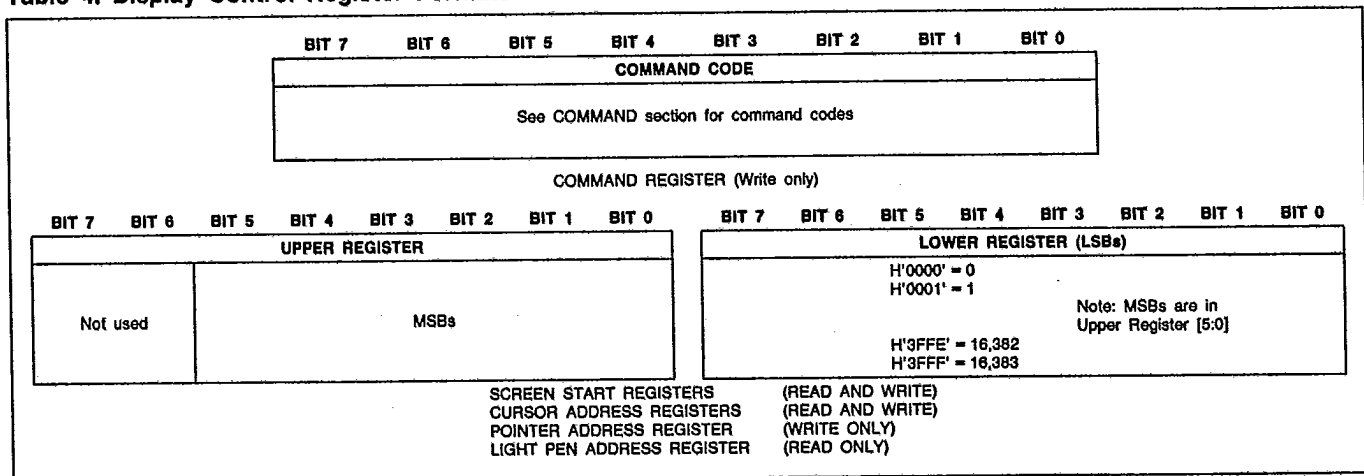 Table 4. Display Control Register
BIT 7 BIT 6 BIT 5 BIT 4 BIT 3 BIT 2 BIT 1 BIT 0
COMMAND CODE
See COMMAND section for command codes
COMMAND REGISTER (Write only)
BIT 7 BIT 6 BIT 5 BIT 4 BIT 3 BIT 2 BIT 1 BIT 0 BIT 7 BIT 6 BIT 5 BIT 4 BIT 3 BIT 2 BIT 1 BIT 0
UPPER REGISTER
Not used
MSBs
LOWER REGISTER (LSBs)
H'0000' = 0
H'0001' = 1
Note: MSBs are in
Upper Register [5:0]
H'3FFE' = 16,382
H'3FFF' = 16,383
SCREEN START REGISTERS (READ AND WRITE)
CURSOR ADDRESS REGISTERS (READ AND WRITE)
POINTER ADDRESS REGISTER (WRITE ONLY)
LIGHT PEN ADDRESS REGISTER (READ ONLY)